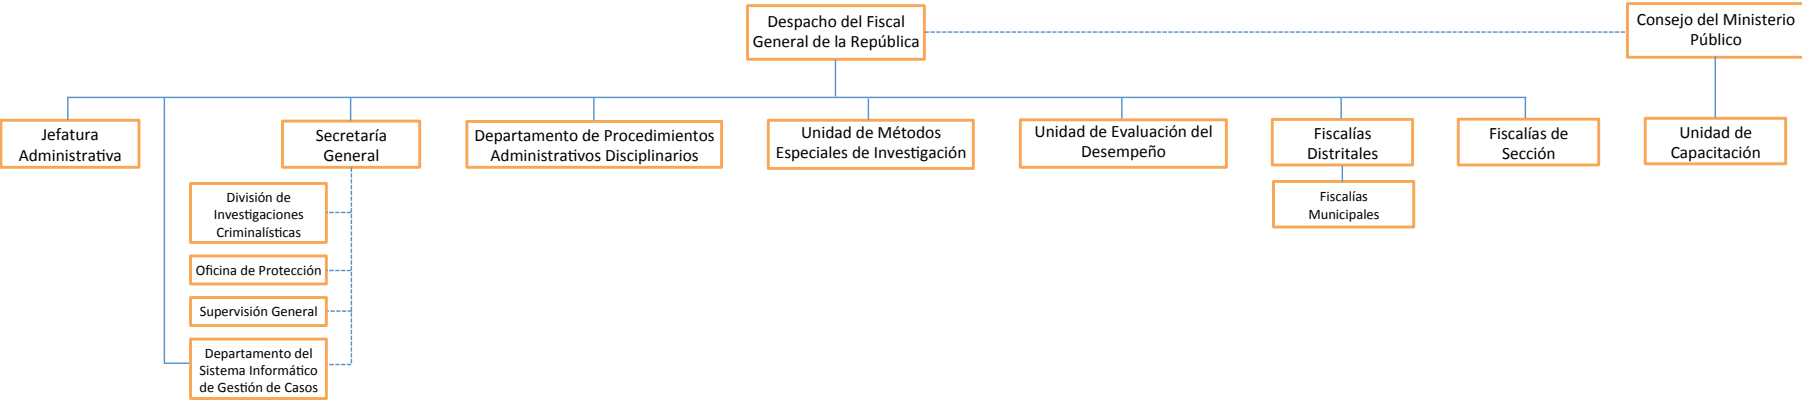 Despacho del Fiscal
General de la República
Consejo del Ministerio
Público
Jefatura
Administrativa
Secretaría
General
Departamento de Procedimientos
Administrativos Disciplinarios
Unidad de Métodos
Especiales de Investigación
Unidad de Evaluación del
Desempeño
Fiscalías
Distritales
Fiscalías de
Sección
Unidad de
Capacitación
División de
Investigaciones
Criminalísticas
Oficina de Protección
Supervisión General
Departamento del
Sistema Informático
de Gestión de Casos
Fiscalías
Municipales